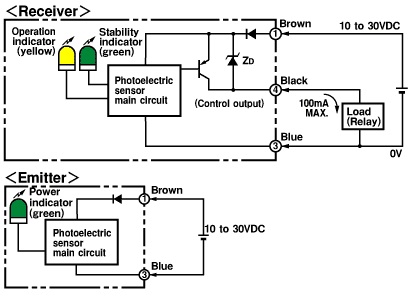 <Receiver>
Operation indicator (yellow)
Stability indicator (green)
Photoelectric sensor main circuit
ZD
(Control output)
Brown
1
10 to 30VDC
Black
4
100mA MAX.
Load (Relay)
Blue
3
0V
<Emitter>
Power indicator (green)
Photoelectric sensor main circuit
Brown
1
10 to 30VDC
Blue
3